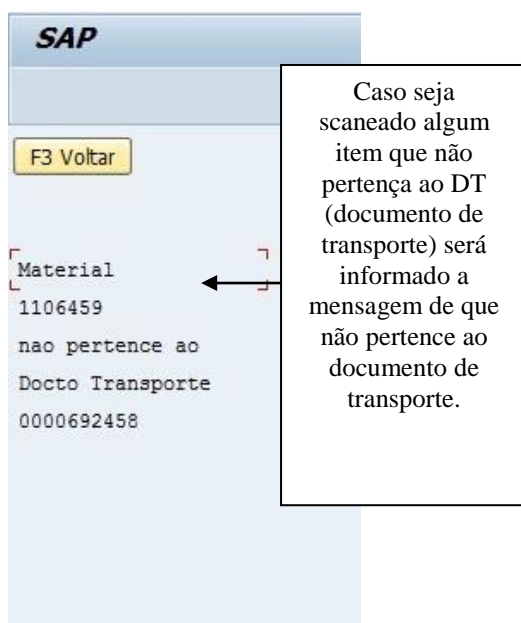 SAP
F3 Voltar
Material
1106459
nao pertence ao
Docto Transporte
0000692458
Caso seja
scaneado algum
item que não
pertença ao DT
(documento de
transporte) será
informado a
mensagem de que
não pertence ao
documento de
transporte.